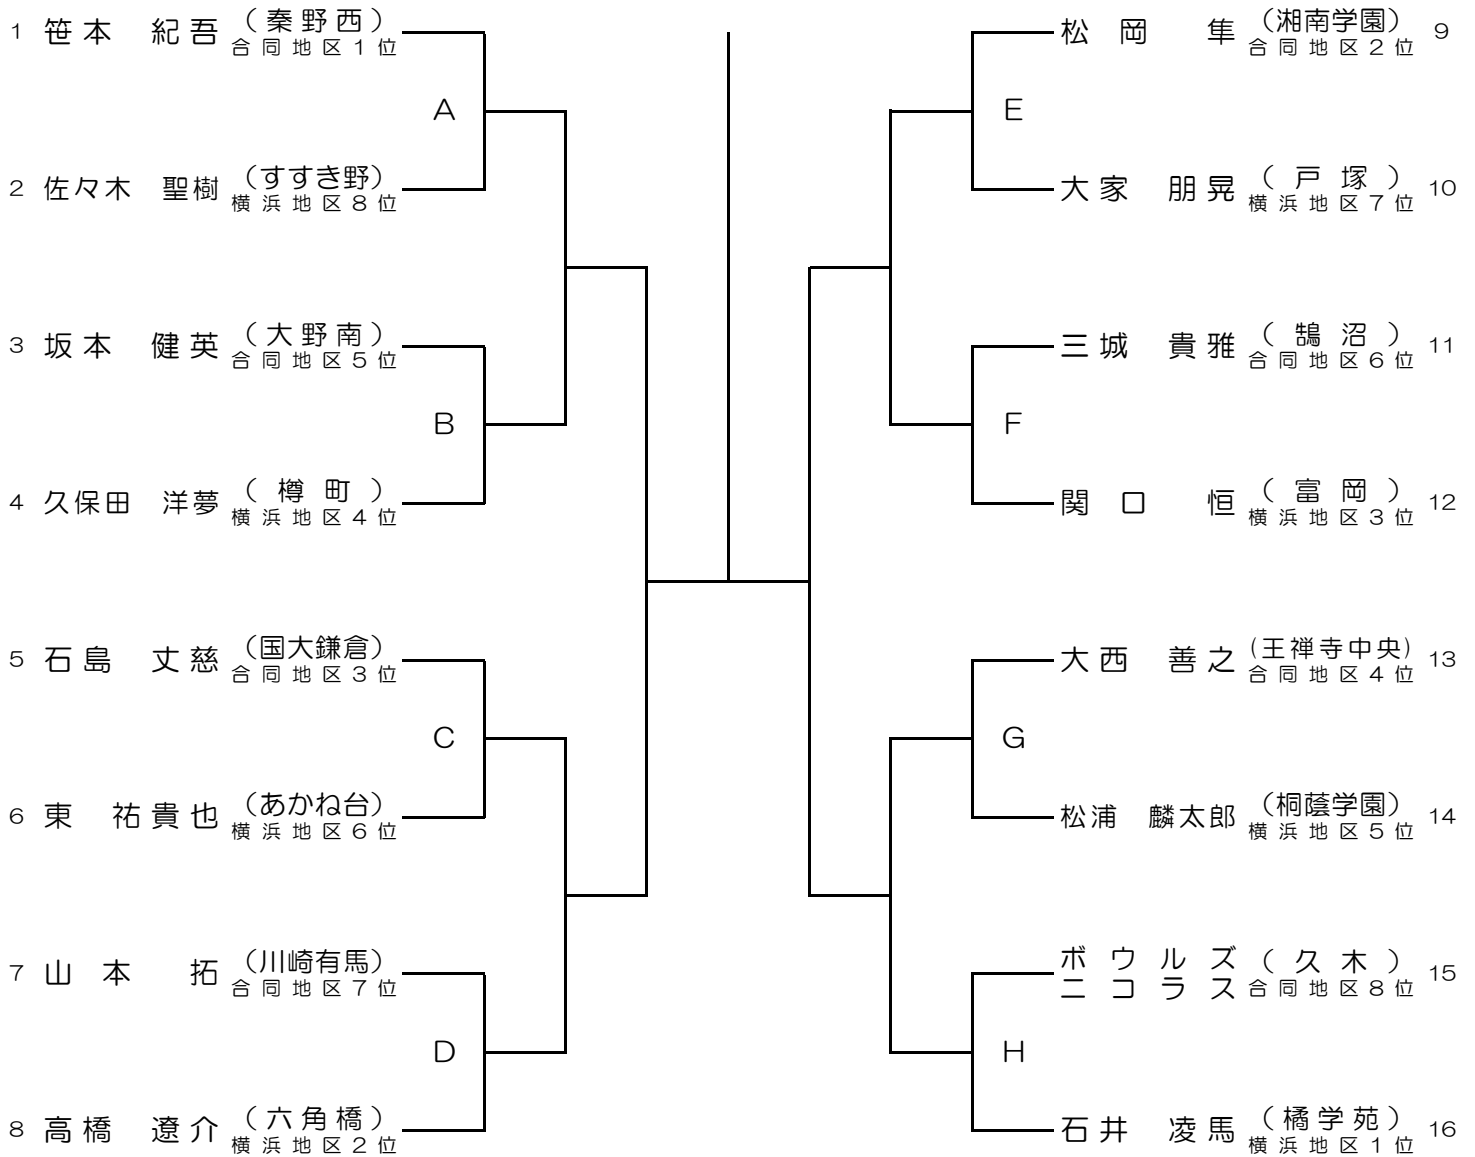 1 笹本 紀吾 （秦野西）
合同地区1位
A
2 佐々木 聖樹 （すすき野）
横浜地区8位
3 坂本 健英 （大野南）
合同地区5位
B
4 久保田 洋夢 （樽町）
横浜地区4位
5 石島 丈慈 （国大鎌倉）
合同地区3位
C
6 東 祐貴也 （あかね台）
横浜地区6位
7 山本 拓 （川崎有馬）
合同地区7位
D
8 高橋 遼介 （六角橋）
横浜地区2位
松岡 隼 （湘南学園） 9
合同地区2位
E
大家 朋晃 （戸塚） 10
横浜地区7位
三城 貴雅 （鵠沼） 11
合同地区6位
F
関口 恒 （富岡） 12
横浜地区3位
大西 善之 （王禅寺中央） 13
合同地区4位
G
松浦 麟太郎 （桐蔭学園） 14
横浜地区5位
ボウルズ （久木） 15
ニコラス 合同地区8位
H
石井 凌馬 （橘学苑） 16
横浜地区1位